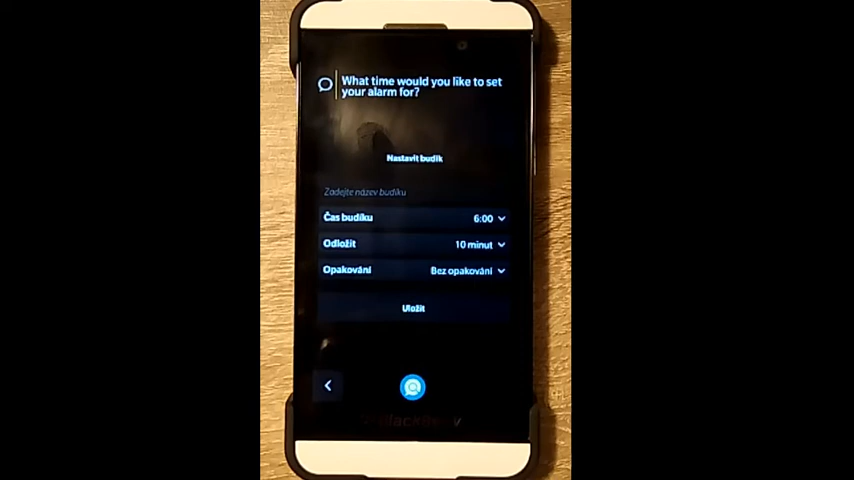 What time would you like to set
your alarm for?
Nastavit budík
Zadejte název budíku
Čas budíku 6:00
Odložit 10 minut
Opakování Bez opakování
Uložit